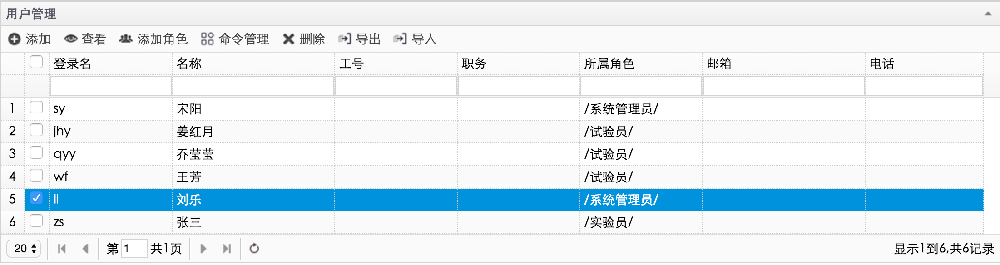 用户管理
添加 查看 添加角色 命令管理 删除 导出 导入
登录名 名称 工号 职务 所属角色 邮箱 电话
1 sy 宋阳 /系统管理员/
2 jhy 姜红月 /试验员/
3 qyy 乔莹莹 /试验员/
4 wf 王芳 /试验员/
5 ll 刘乐 /系统管理员/
6 zs 张三 /实验员/
20 第 1 共1页 显示1到6,共6记录